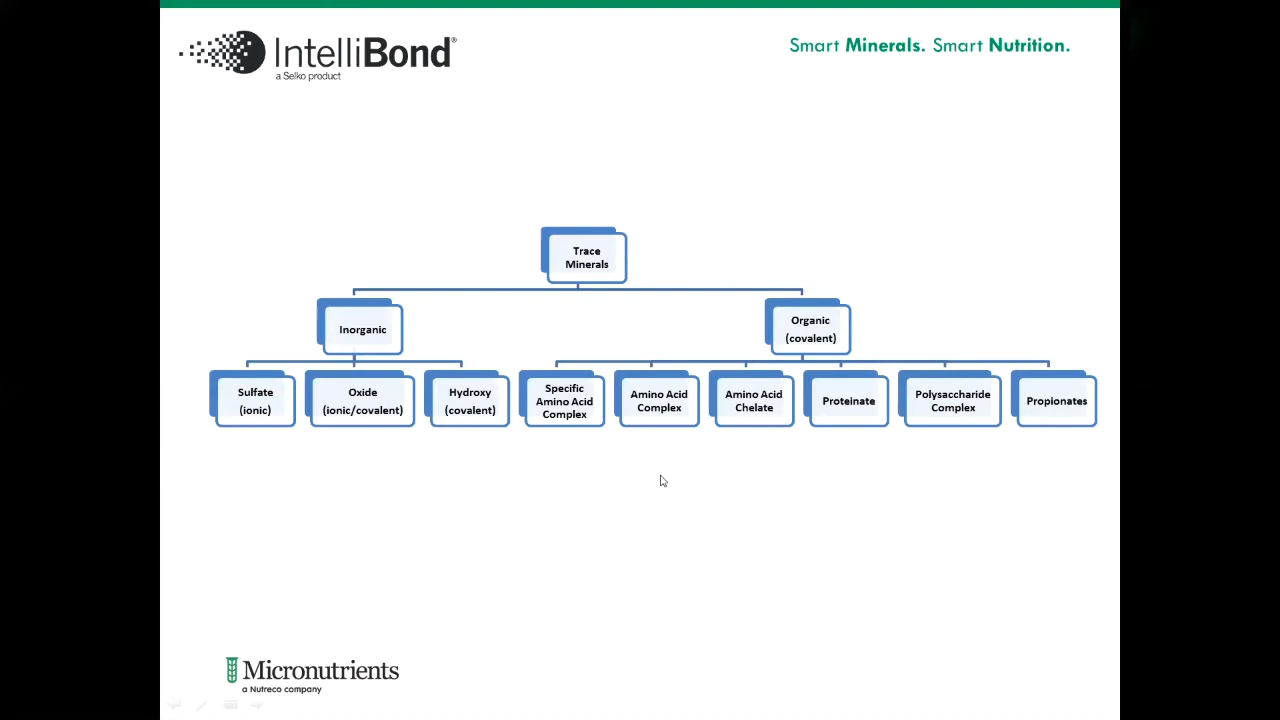 IntelliBond®
a Selko product
Smart Minerals. Smart Nutrition.
Trace
Minerals
Inorganic
Organic
(covalent)
Sulfate
(ionic)
Oxide
(ionic/covalent)
Hydroxy
(covalent)
Specific
Amino Acid
Complex
Amino Acid
Complex
Amino Acid
Chelate
Proteinate
Polysaccharide
Complex
Propionates
Micronutrients
a Nutreco company